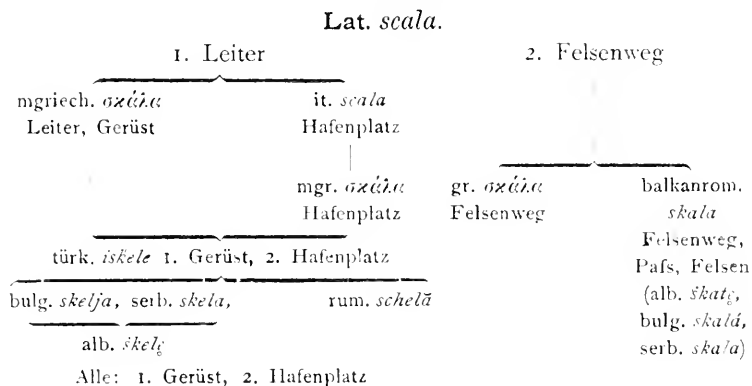 Lat. scala.
1. Leiter
2. Felsenweg
mgriech. σκάλα
Leiter, Gerüst
it. scala
Hafenplatz
mgr. σκάλα
Hafenplatz
gr. σκάλα
Felsenweg
balkanrom.
skala
Felsenweg,
Paſs, Felsen
(alb. škatę̆,
bulg. skalá,
serb. skala)
türk. iskele 1. Gerüst, 2. Hafenplatz
bulg. skelja, serb. skela,
rum. schelă
alb. škelę̆
Alle: 1. Gerüst, 2. Hafenplatz